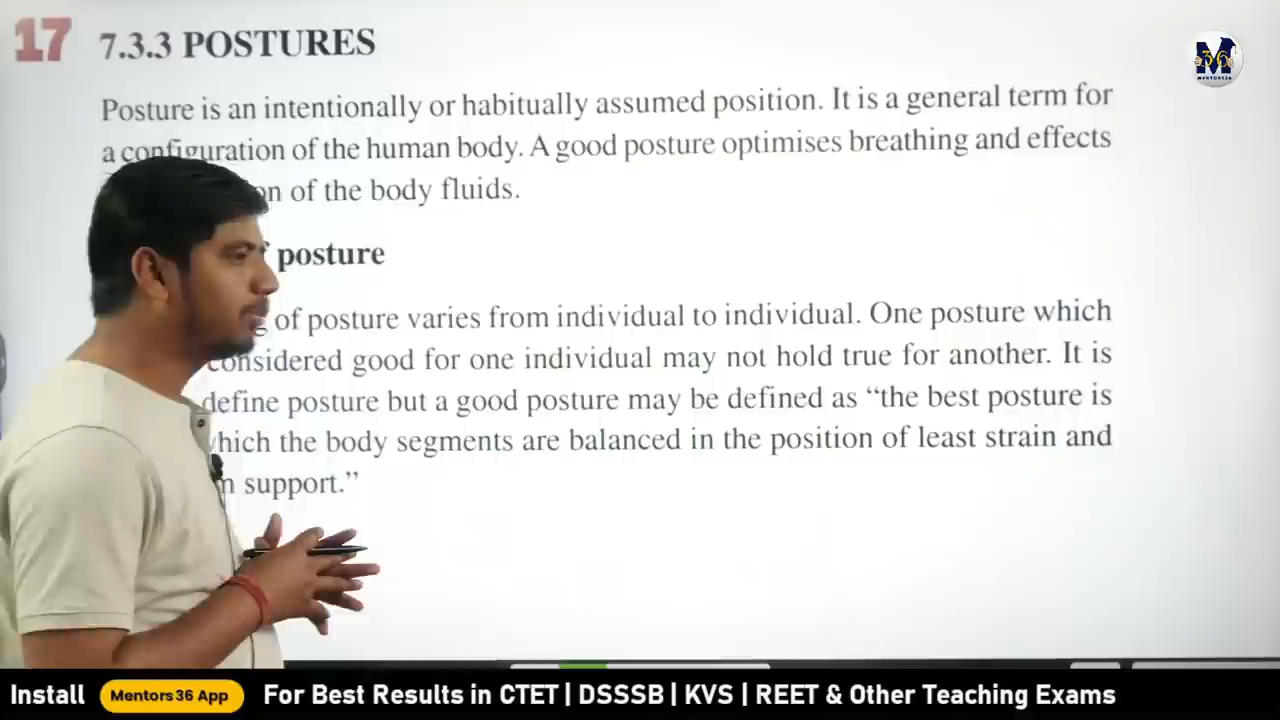 17 7.3.3 POSTURES
M
36
MENTORS36
Posture is an intentionally or habitually assumed position. It is a general term for
a configuration of the human body. A good posture optimises breathing and effects
of the body fluids.
posture
of posture varies from individual to individual. One posture which
considered good for one individual may not hold true for another. It is
define posture but a good posture may be defined as “the best posture is
which the body segments are balanced in the position of least strain and
support.”
Install Mentors36 App For Best Results in CTET | DSSSB | KVS | REET & Other Teaching Exams